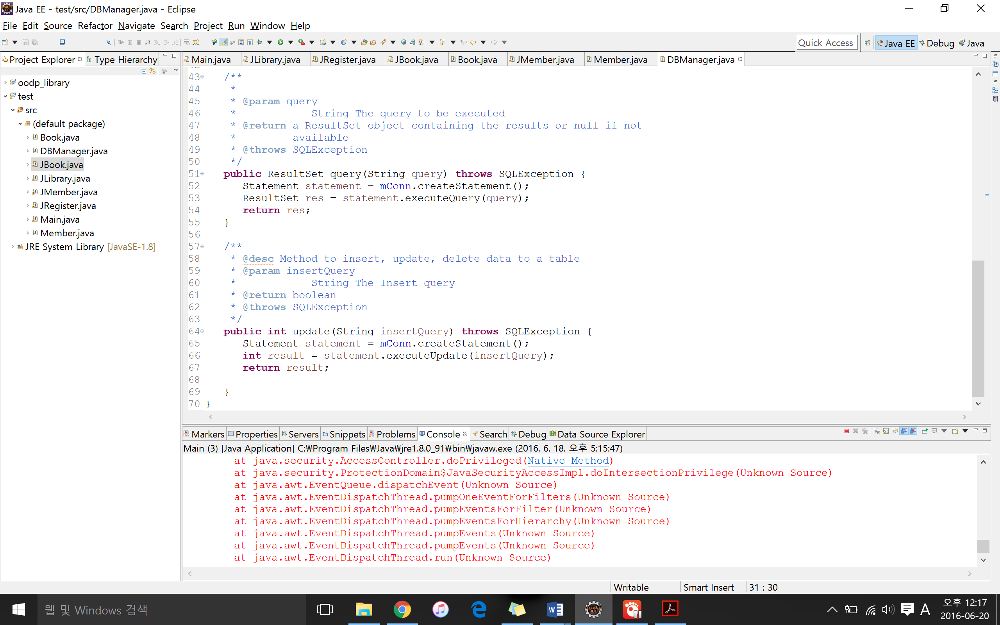 Java EE - test/src/DBManager.java - Eclipse
File Edit Source Refactor Navigate Search Project Run Window Help
Quick Access Java EE Debug Java
Project Explorer Type Hierarchy
Main.java JLibrary.java JRegister.java JBook.java Book.java JMember.java Member.java DBManager.java
oodp_library
test
src
(default package)
Book.java
DBManager.java
JBook.java
JLibrary.java
JMember.java
JRegister.java
Main.java
Member.java
JRE System Library [JavaSE-1.8]
43 /**
44 *
45 * @param query
46 * String The query to be executed
47 * @return a ResultSet object containing the results or null if not
48 * available
49 * @throws SQLException
50 */
51 public ResultSet query(String query) throws SQLException {
52 Statement statement = mConn.createStatement();
53 ResultSet res = statement.executeQuery(query);
54 return res;
55 }
56
57 /**
58 * @desc Method to insert, update, delete data to a table
59 * @param insertQuery
60 * String The Insert query
61 * @return boolean
62 * @throws SQLException
63 */
64 public int update(String insertQuery) throws SQLException {
65 Statement statement = mConn.createStatement();
66 int result = statement.executeUpdate(insertQuery);
67 return result;
68
69 }
70 }
Markers Properties Servers Snippets Problems Console Search Debug Data Source Explorer
Main (3) [Java Application] C:₩Program Files₩Java₩jre1.8.0_91₩bin₩javaw.exe (2016. 6. 18. 오후 5:15:47)
at java.security.AccessController.doPrivileged(Native Method)
at java.security.ProtectionDomain$JavaSecurityAccessImpl.doIntersectionPrivilege(Unknown Source)
at java.awt.EventQueue.dispatchEvent(Unknown Source)
at java.awt.EventDispatchThread.pumpOneEventForFilters(Unknown Source)
at java.awt.EventDispatchThread.pumpEventsForFilter(Unknown Source)
at java.awt.EventDispatchThread.pumpEventsForHierarchy(Unknown Source)
at java.awt.EventDispatchThread.pumpEvents(Unknown Source)
at java.awt.EventDispatchThread.pumpEvents(Unknown Source)
at java.awt.EventDispatchThread.run(Unknown Source)
Writable Smart Insert 31 : 30
웹 및 Windows 검색
A
오후 12:17
2016-06-20